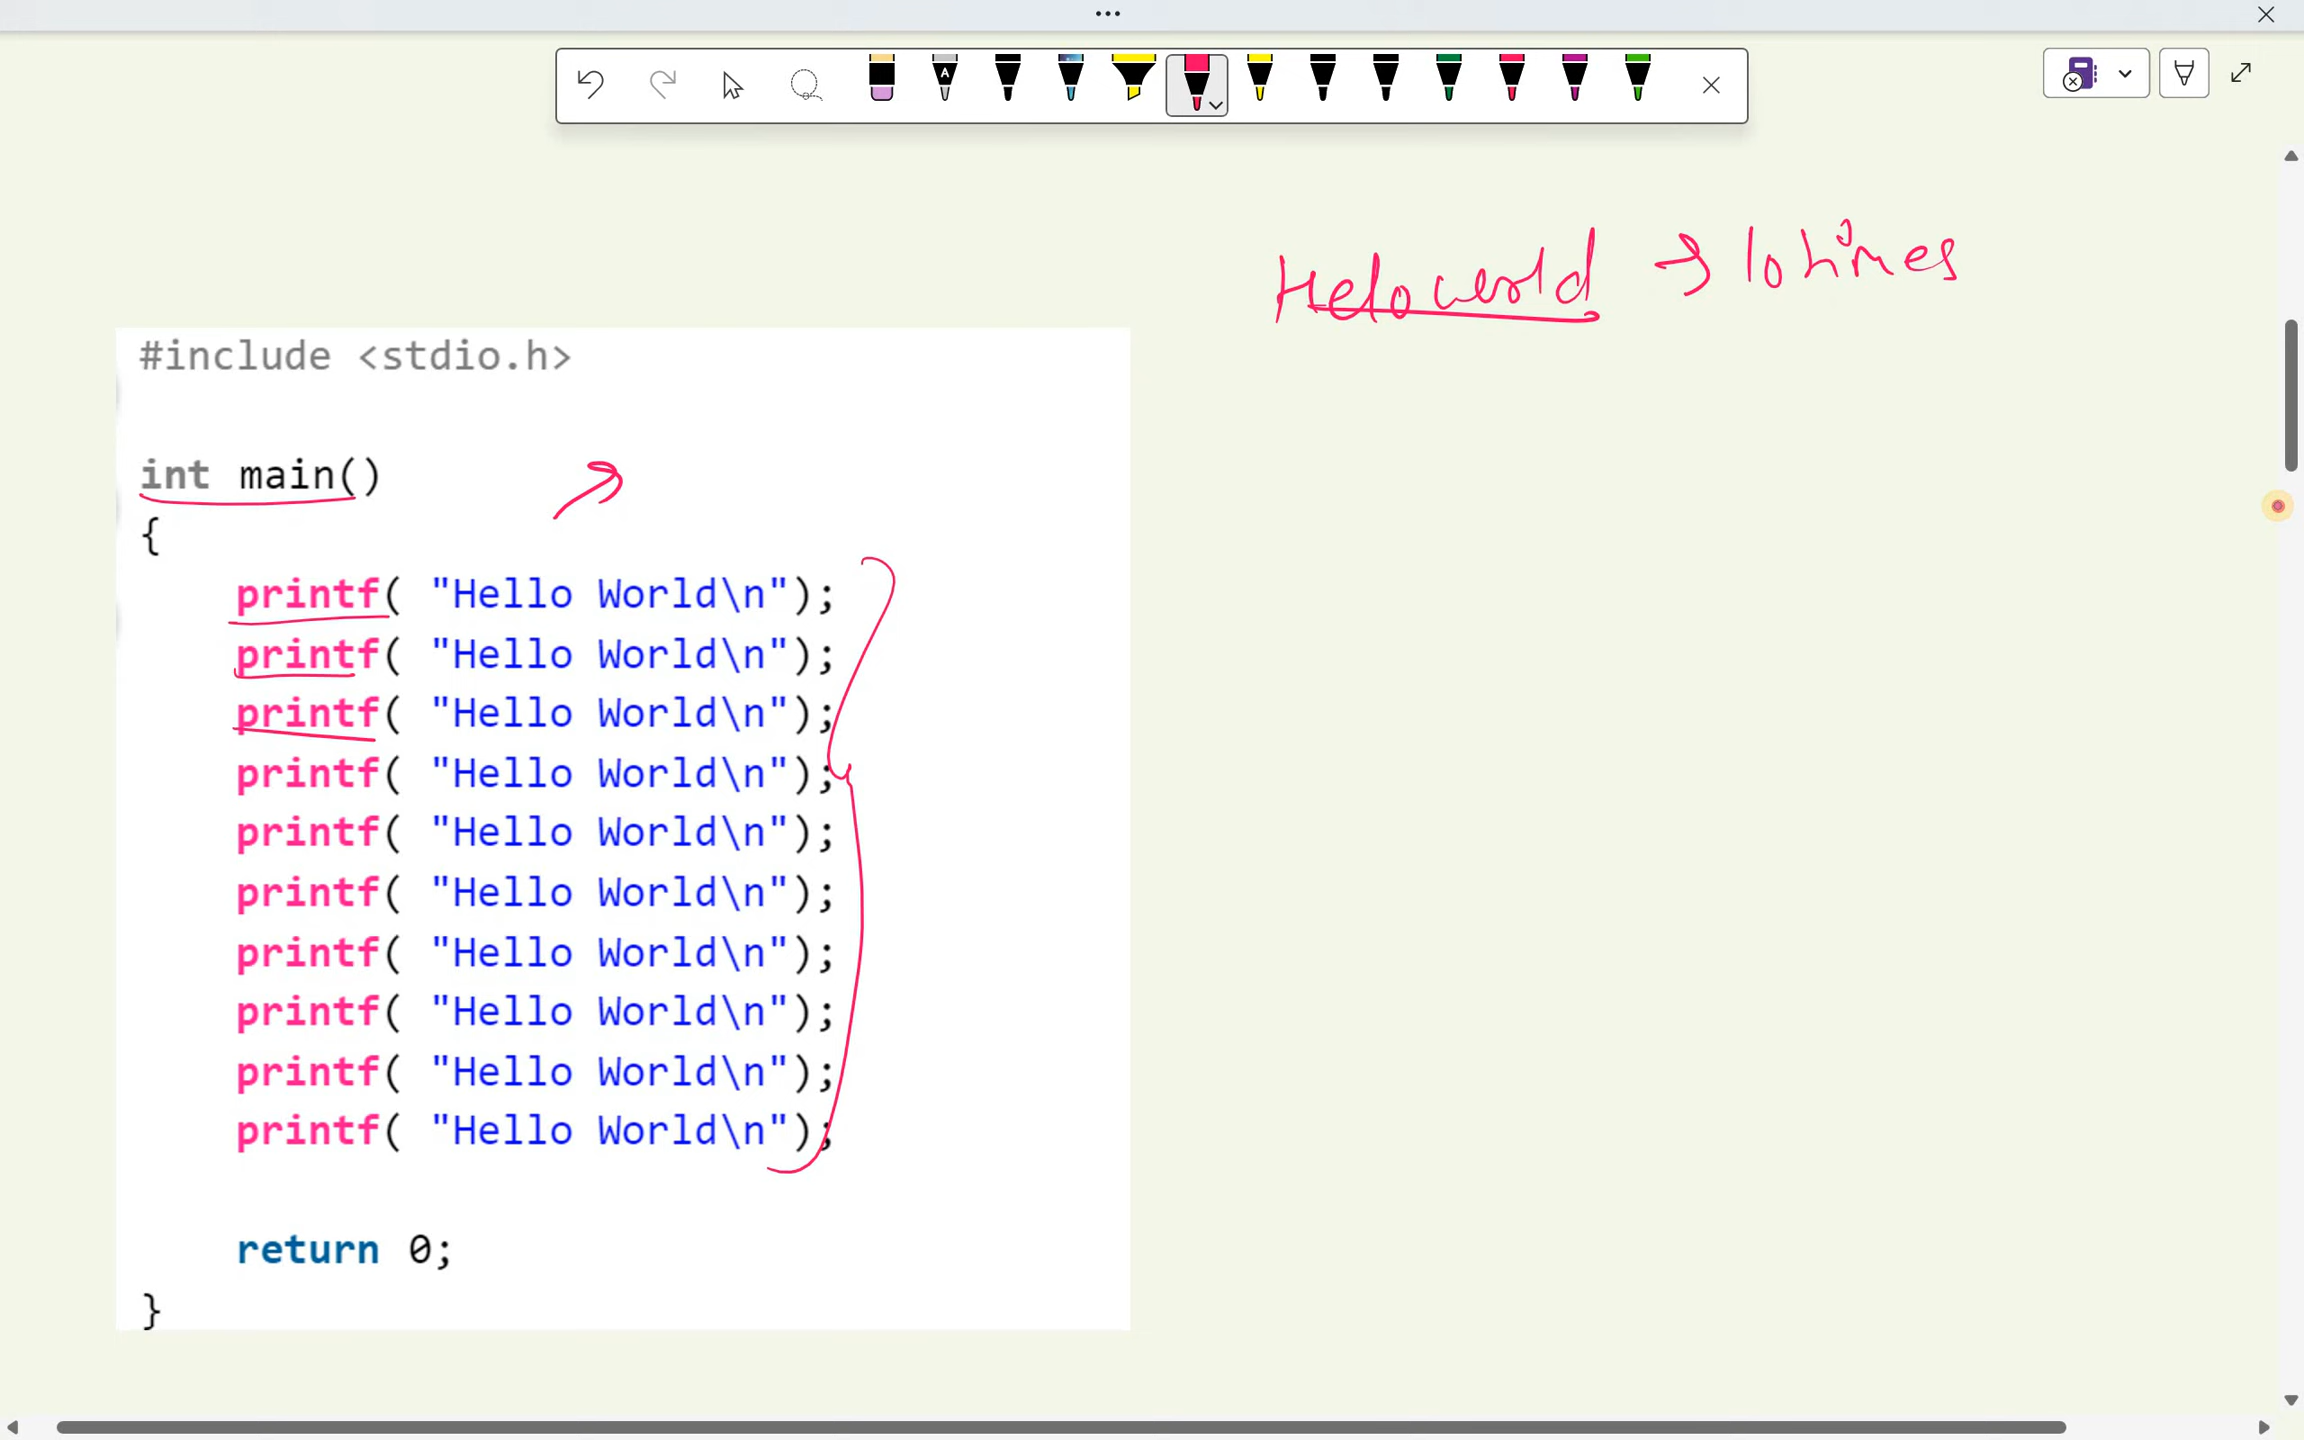 Helo world → 10 times
#include <stdio.h>
int main()
{
printf( "Hello World\n");
printf( "Hello World\n");
printf( "Hello World\n");
printf( "Hello World\n");
printf( "Hello World\n");
printf( "Hello World\n");
printf( "Hello World\n");
printf( "Hello World\n");
printf( "Hello World\n");
printf( "Hello World\n");
return 0;
}